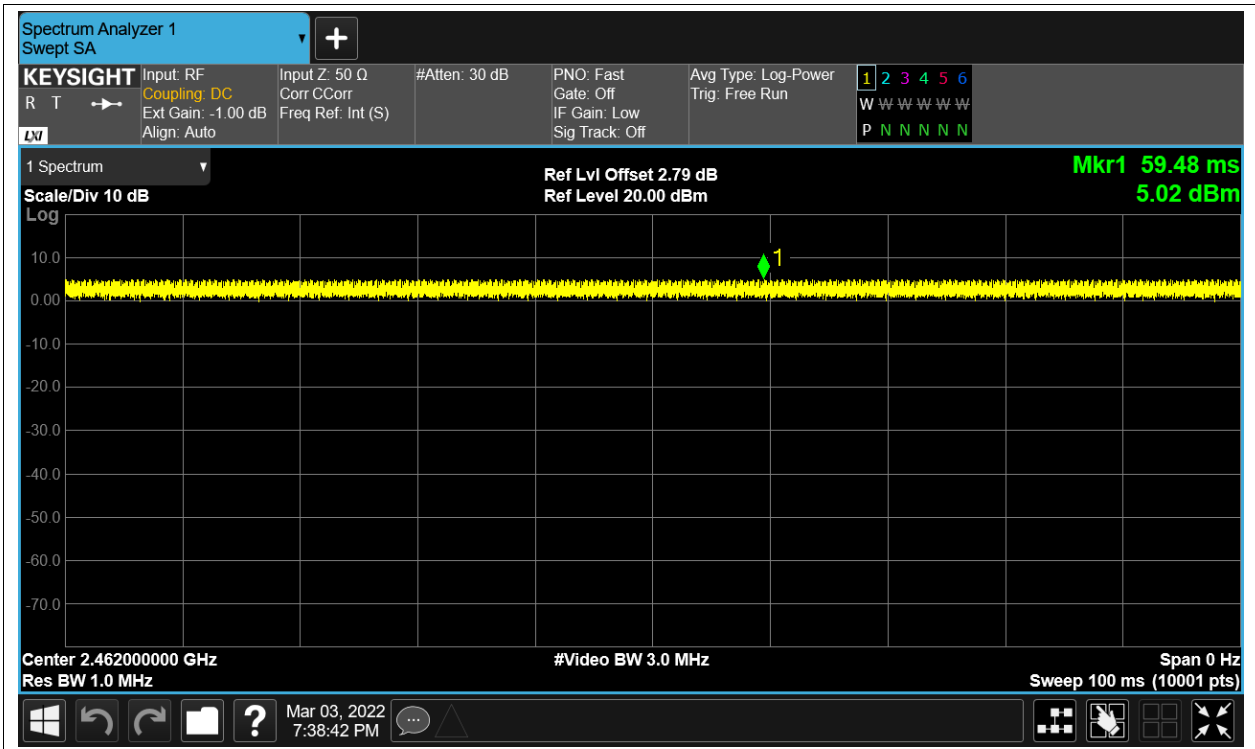 Spectrum Analyzer 1
Swept SA
KEYSIGHT
R T
LXI
Input: RF
Coupling: DC
Ext Gain: -1.00 dB
Align: Auto
Input Z: 50 Ω
Corr CCorr
Freq Ref: Int (S)
#Atten: 30 dB
PNO: Fast
Gate: Off
IF Gain: Low
Sig Track: Off
Avg Type: Log-Power
Trig: Free Run
1 2 3 4 5 6
W W W W W W
P N N N N N
1 Spectrum
Scale/Div 10 dB
Ref Lvl Offset 2.79 dB
Ref Level 20.00 dBm
Mkr1 59.48 ms
5.02 dBm
Log
1
10.0
0.00
-10.0
-20.0
-30.0
-40.0
-50.0
-60.0
-70.0
Center 2.462000000 GHz
Res BW 1.0 MHz
#Video BW 3.0 MHz
Span 0 Hz
Sweep 100 ms (10001 pts)
?
Mar 03, 2022
7:38:42 PM